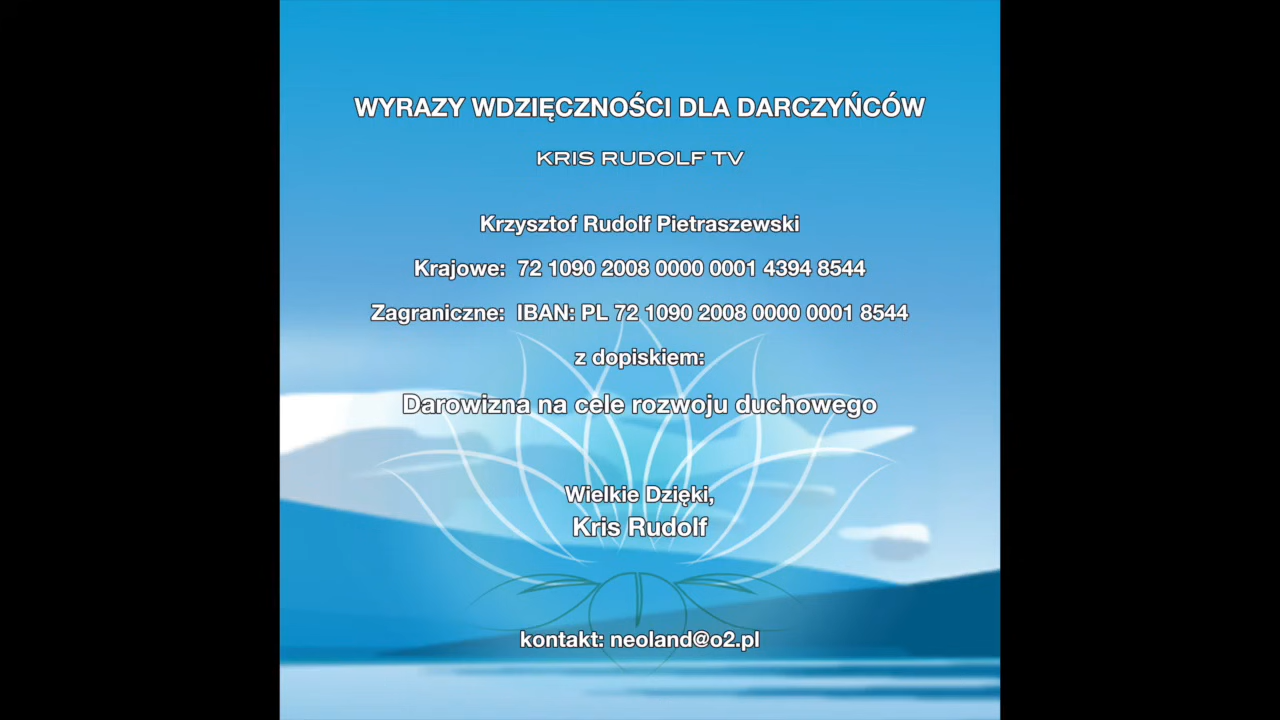 WYRAZY WDZIĘCZNOŚCI DLA DARCZYŃCÓW
KRIS RUDOLF TV
Krzysztof Rudolf Pietraszewski
Krajowe: 72 1090 2008 0000 0001 4394 8544
Zagraniczne: IBAN: PL 72 1090 2008 0000 0001 8544
z dopiskiem:
Darowizna na cele rozwoju duchowego
Wielkie Dzięki,
Kris Rudolf
kontakt: neoland@o2.pl